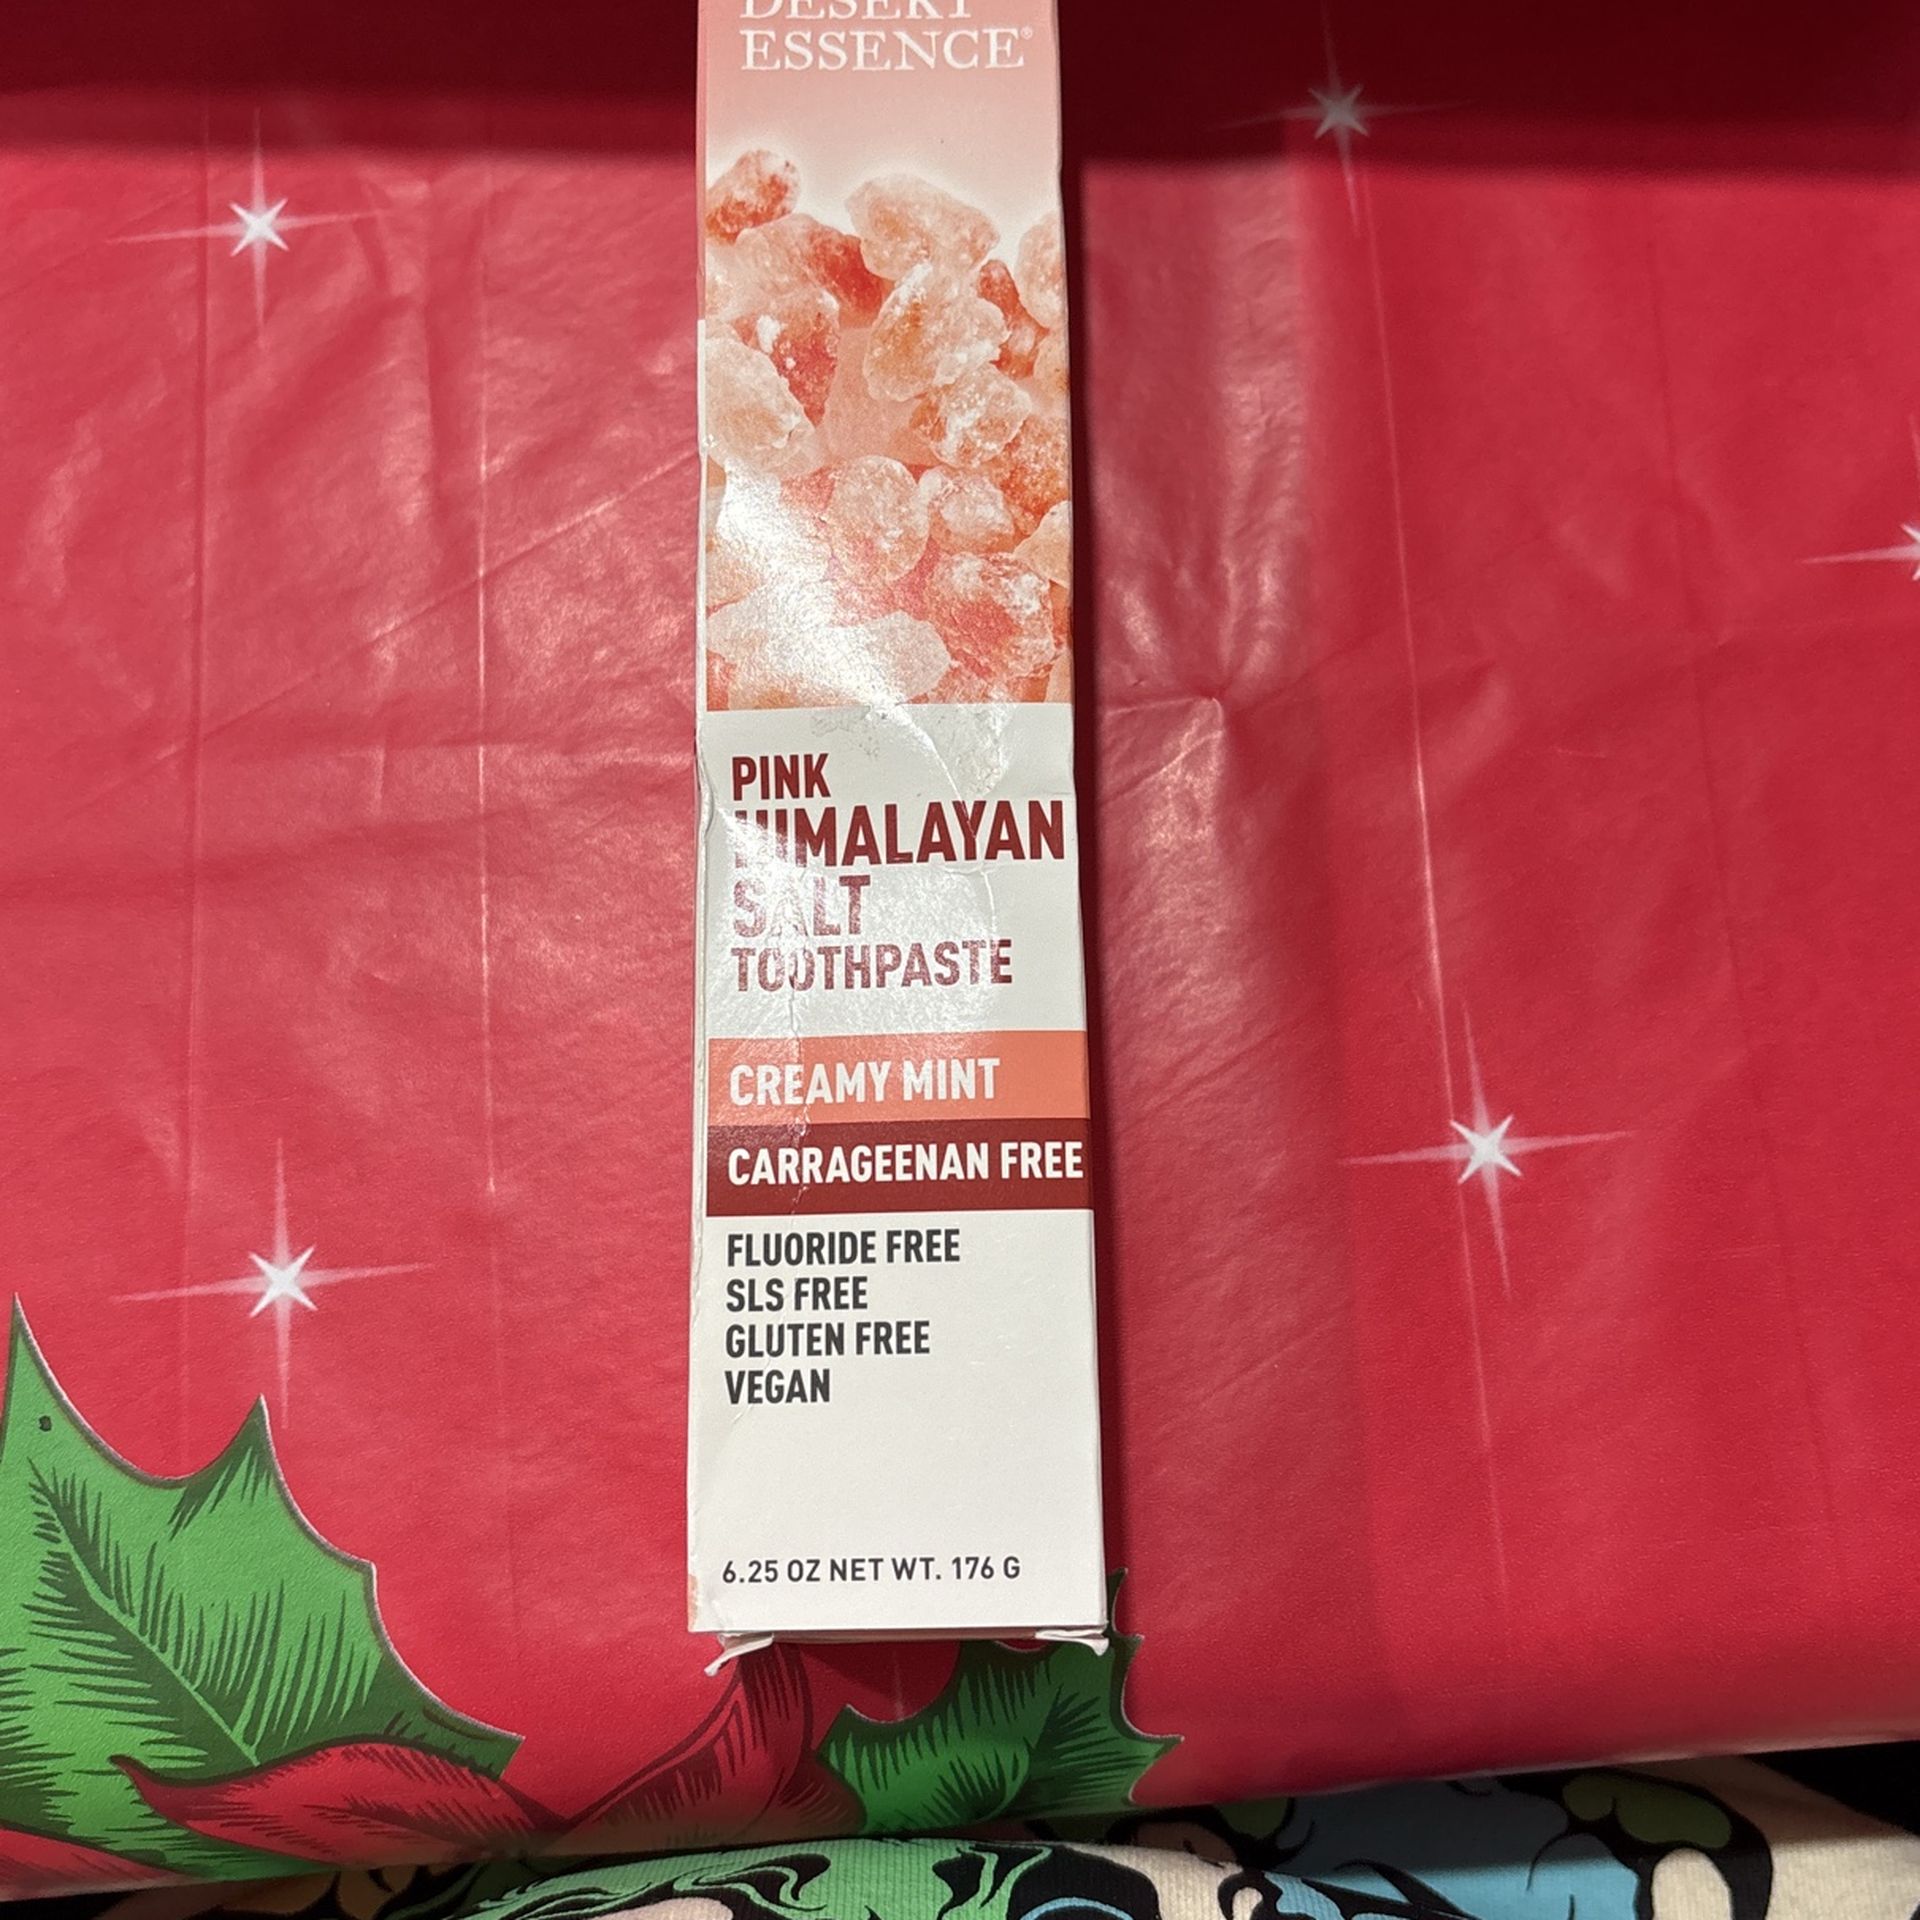 DESERT
ESSENCE®
PINK
HIMALAYAN
SALT
TOOTHPASTE
CREAMY MINT
CARRAGEENAN FREE
FLUORIDE FREE
SLS FREE
GLUTEN FREE
VEGAN
6.25 OZ NET WT. 176 G